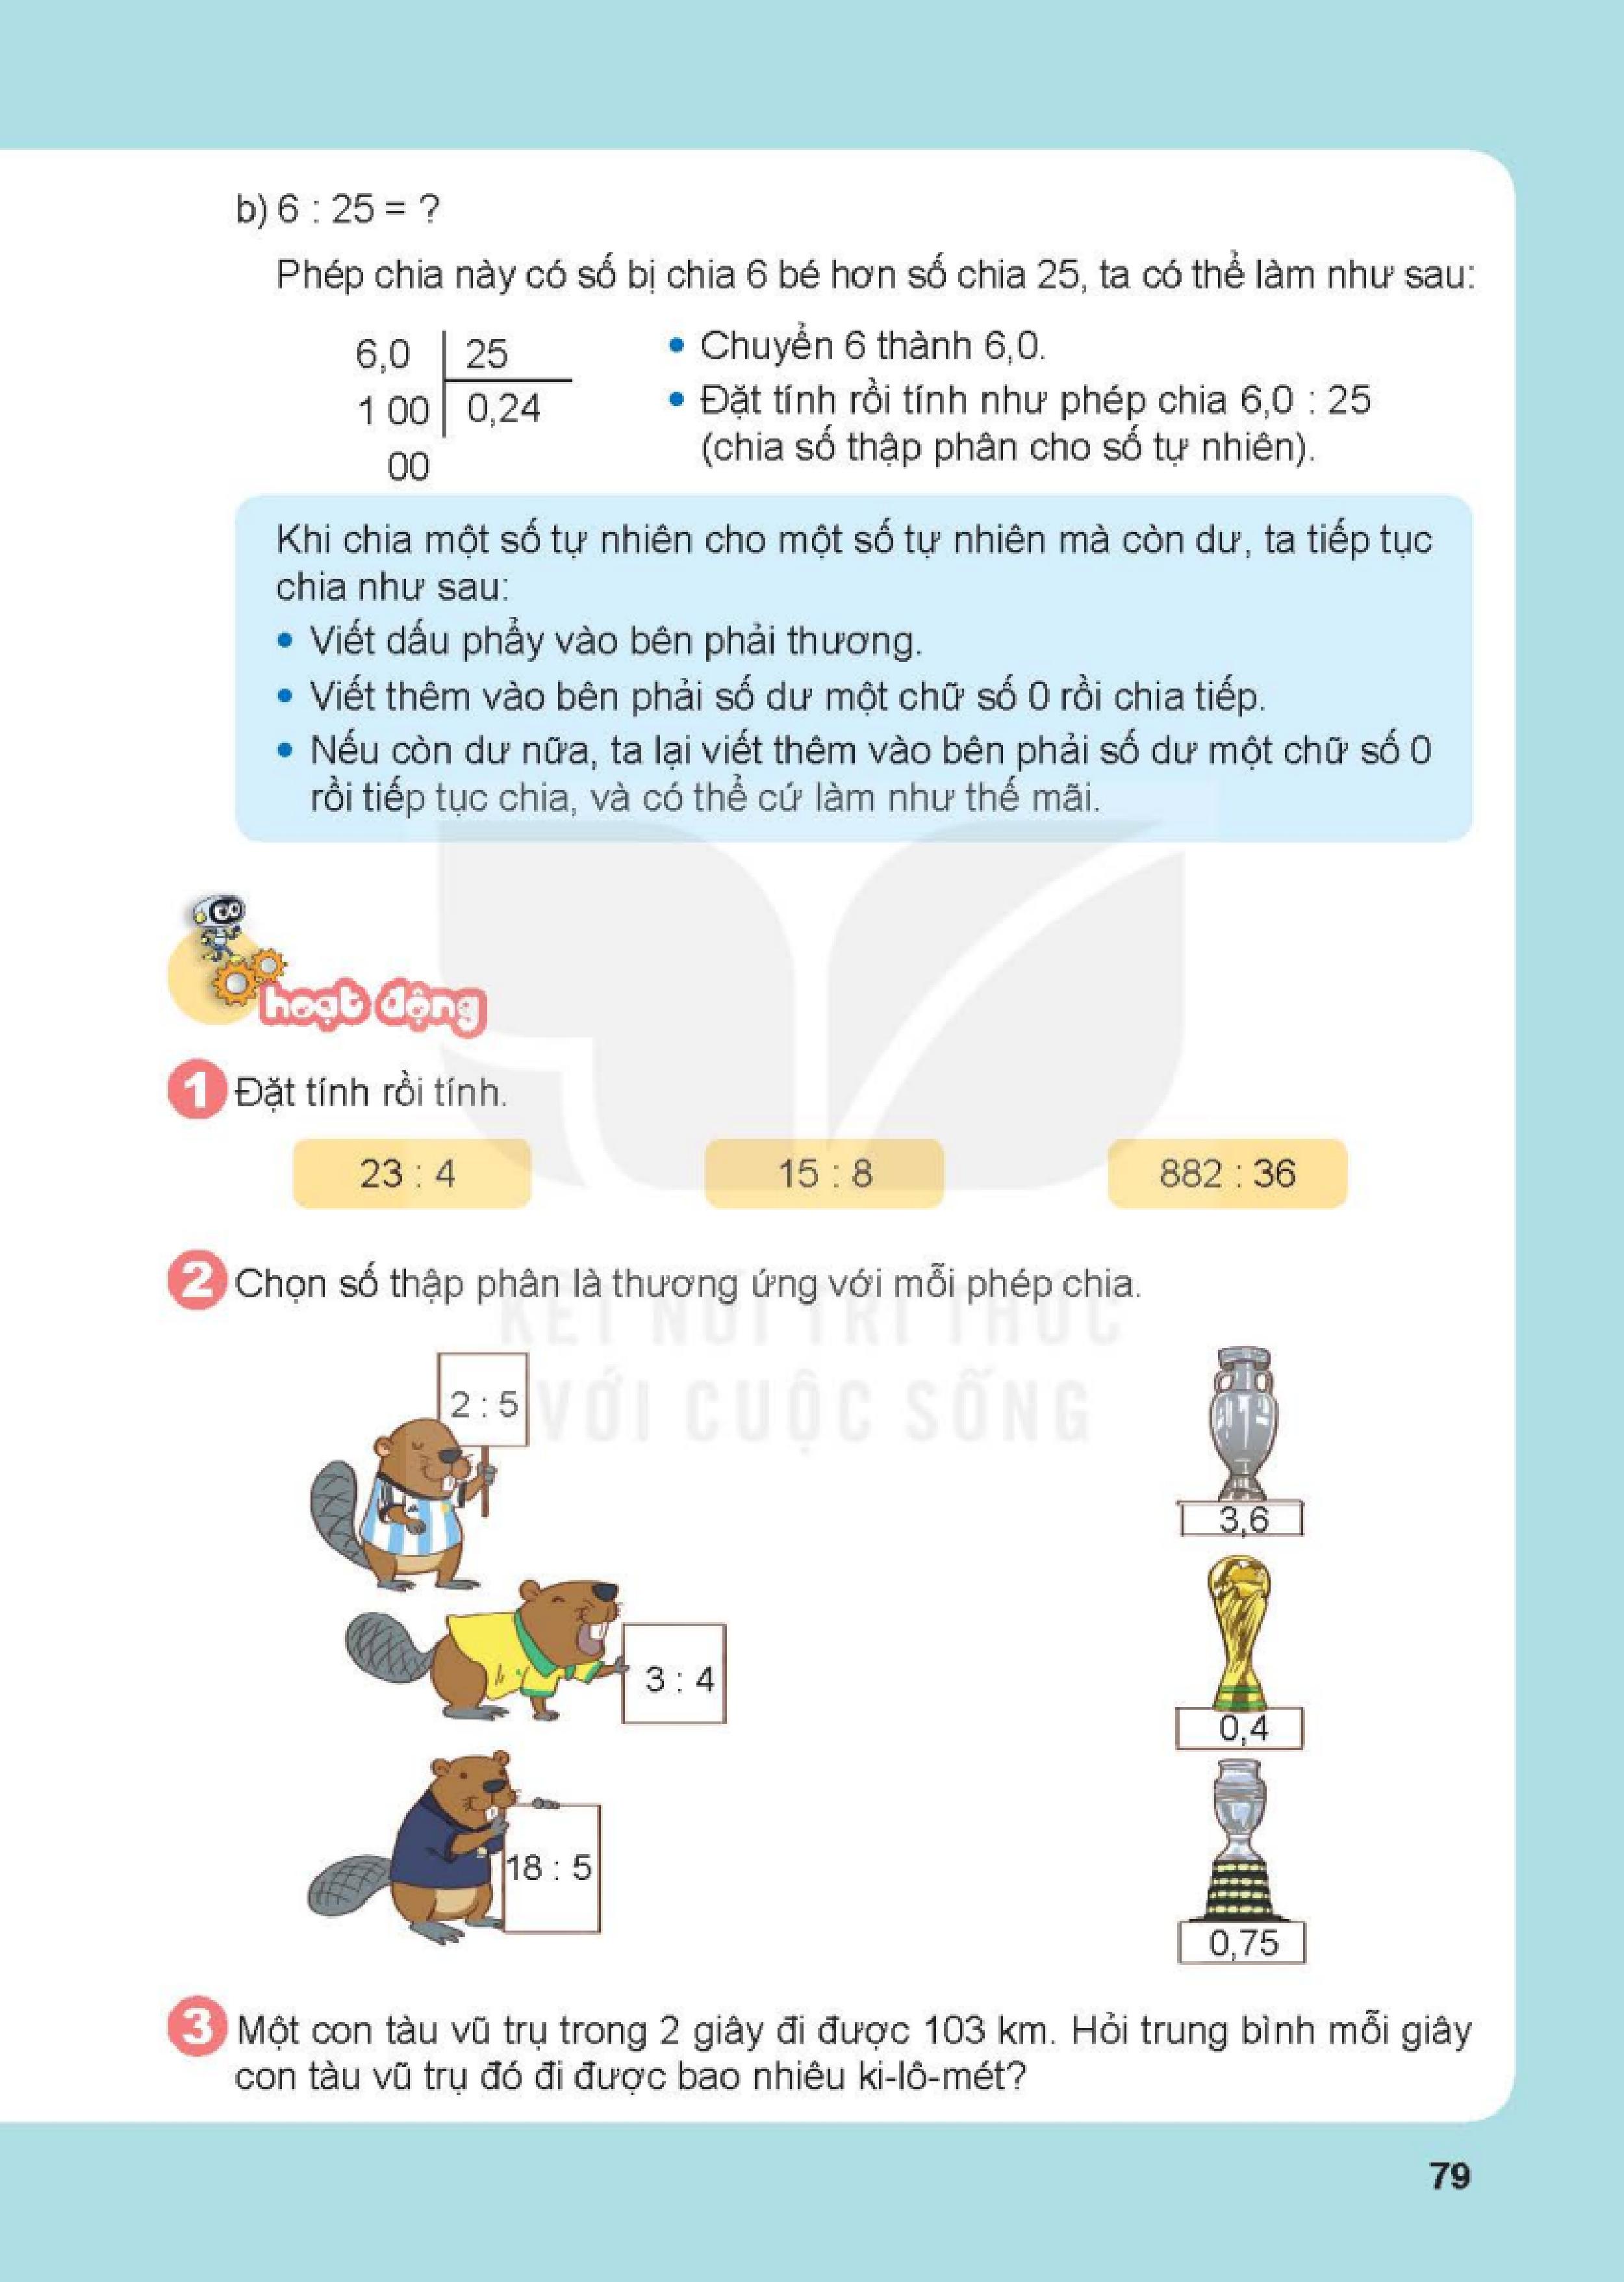 b) 6 : 25 = ?
Phép chia này có số bị chia 6 bé hơn số chia 25, ta có thể làm như sau:
6,0 25
1 00 0,24
00
• Chuyển 6 thành 6,0.
• Đặt tính rồi tính như phép chia 6,0 : 25
(chia số thập phân cho số tự nhiên).
Khi chia một số tự nhiên cho một số tự nhiên mà còn dư, ta tiếp tục
chia như sau:
• Viết dấu phẩy vào bên phải thương.
• Viết thêm vào bên phải số dư một chữ số 0 rồi chia tiếp.
• Nếu còn dư nữa, ta lại viết thêm vào bên phải số dư một chữ số 0
rồi tiếp tục chia, và có thể cứ làm như thế mãi.
hoạt động
1 Đặt tính rồi tính.
23 : 4 15 : 8 882 : 36
2 Chọn số thập phân là thương ứng với mỗi phép chia.
KẾT NỐI TRI THỨC
VỚI CUỘC SỐNG
2 : 5
3,6
3 : 4
0,4
18 : 5
0,75
3 Một con tàu vũ trụ trong 2 giây đi được 103 km. Hỏi trung bình mỗi giây
con tàu vũ trụ đó đi được bao nhiêu ki-lô-mét?
79